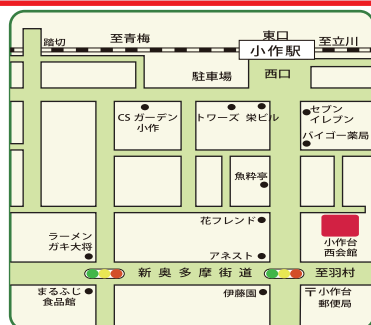 踏切
至青梅
東口
至立川
小作駅
駐車場
西口
CSガーデン
小作
トワーズ
栄ビル
セブン
イレブン
バイゴー薬局
魚粋亭
花フレンド
小作台
西会館
ラーメン
ガキ大将
アネスト
新奥多摩街道
至羽村
まるふじ
食品館
伊藤園
〒小作台
郵便局